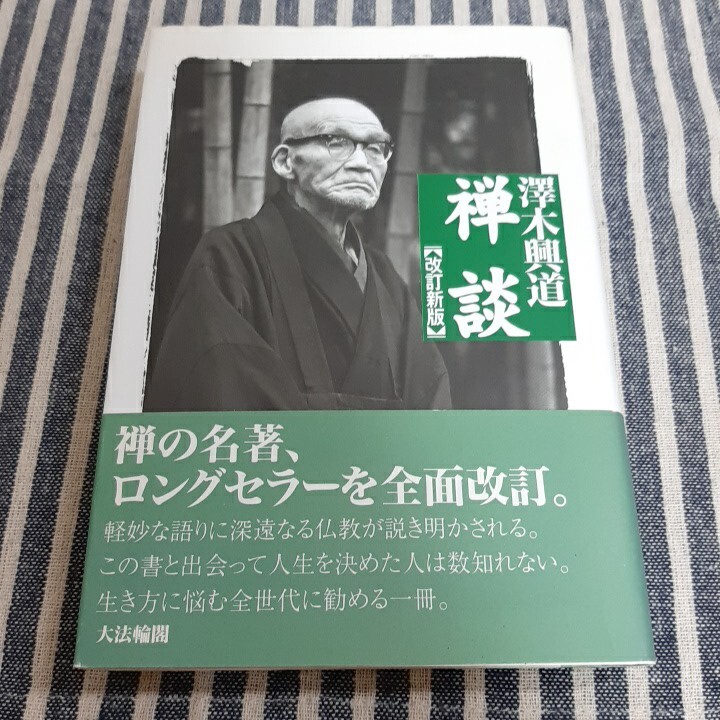 澤木興道
禅談
【改訂新版】
禅の名著、
ロングセラーを全面改訂。
軽妙な語りに深遠なる仏教が説き明かされる。
この書と出会って人生を決めた人は数知れない。
生き方に悩む全世代に勧める一冊。
大法輪閣